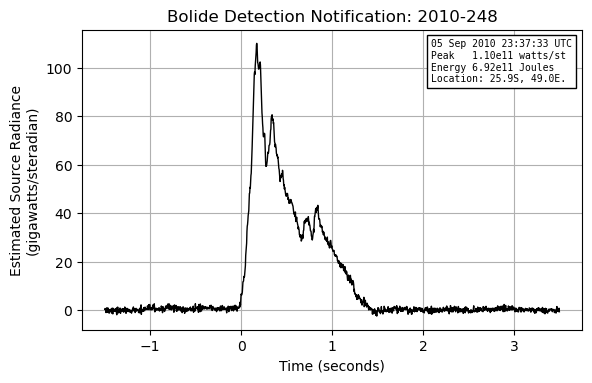 Bolide Detection Notification: 2010-248
05 Sep 2010 23:37:33 UTC
Peak   1.10e11 watts/st
Energy 6.92e11 Joules
Location: 25.9S, 49.0E.
Estimated Source Radiance
(gigawatts/steradian)
100
80
60
40
20
0
−1 0 1 2 3
Time (seconds)